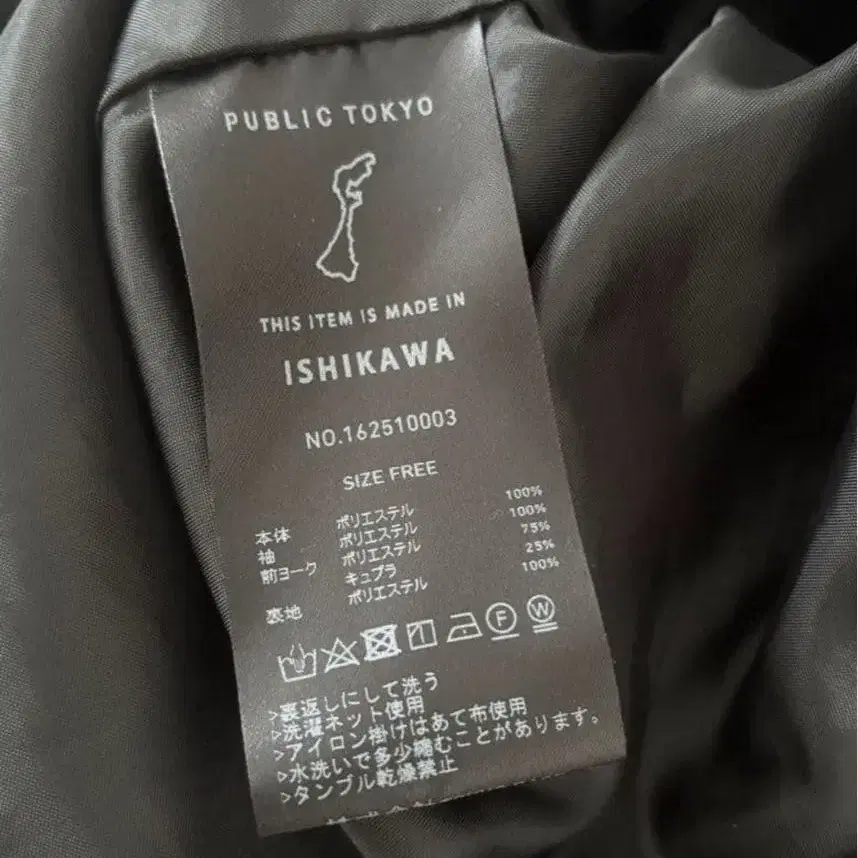 PUBLIC TOKYO
THIS ITEM IS MADE IN
ISHIKAWA
NO.162510003
SIZE FREE
本体 ポリエステル 100%
袖 ポリエステル 100%
前ヨーク ポリエステル 75%
キュプラ 25%
裏地 ポリエステル 100%
F W
>裏返しにして洗う
>洗濯ネット使用
>アイロン掛けはあて布使用
>水洗いで多少縮むことがあります。
>タンブル乾燥禁止